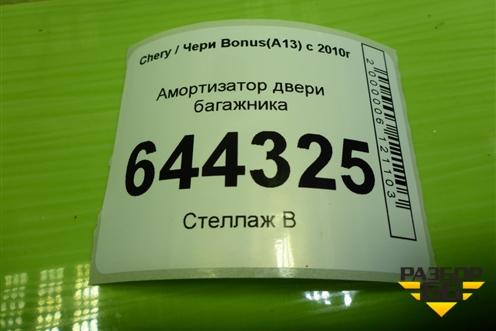 Chery / Чери Bonus(A13) с 2010г
Амортизатор двери
багажника
644325
Стеллаж В
2000006121103
РАЗБОР